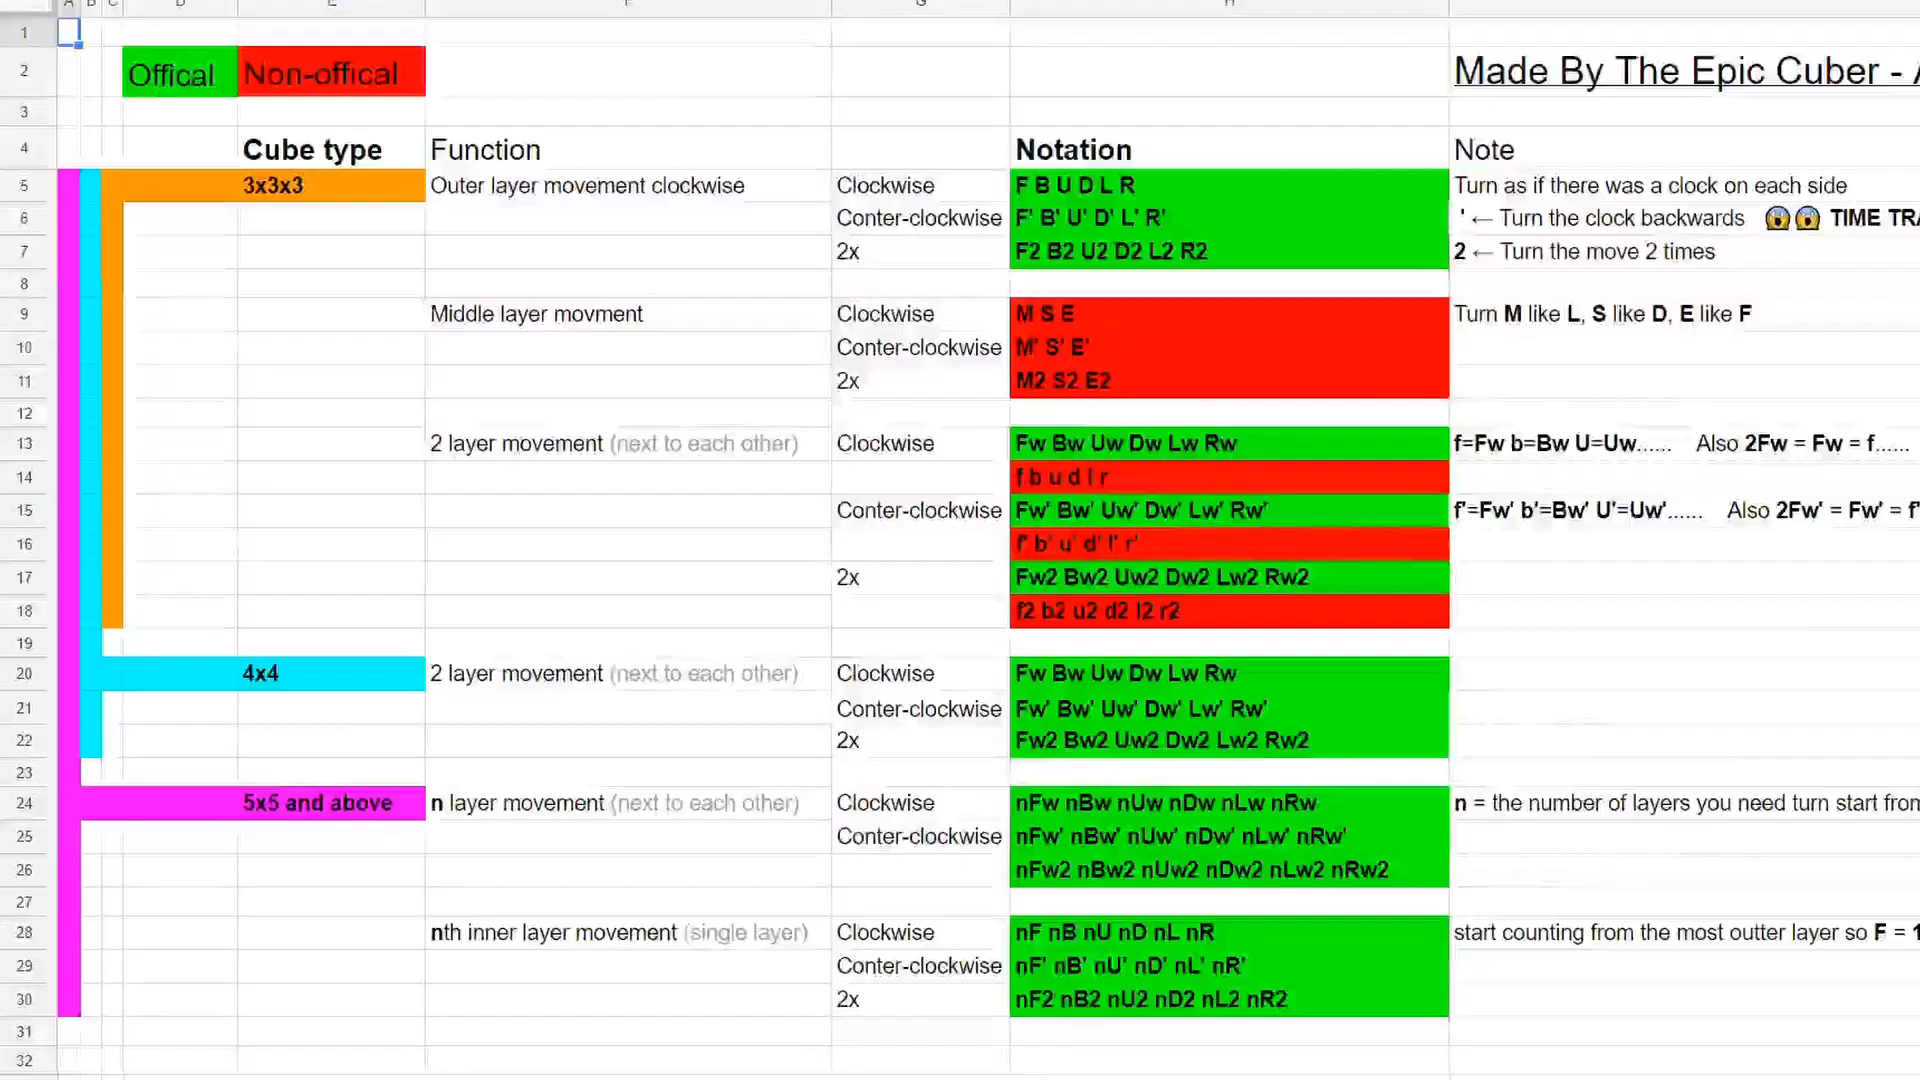 1
2 Offical Non-offical Made By The Epic Cuber -
3
4 Cube type Function Notation Note
5 3x3x3 Outer layer movement clockwise Clockwise F B U D L R Turn as if there was a clock on each side
6 Conter-clockwise F' B' U' D' L' R' ' ← Turn the clock backwards 😱😱 TIME TRA
7 2x F2 B2 U2 D2 L2 R2 2 ← Turn the move 2 times
8
9 Middle layer movment Clockwise M S E Turn M like L, S like D, E like F
10 Conter-clockwise M' S' E'
11 2x M2 S2 E2
12
13 2 layer movement (next to each other) Clockwise Fw Bw Uw Dw Lw Rw f=Fw b=Bw U=Uw...... Also 2Fw = Fw = f......
14 f b u d l r
15 Conter-clockwise Fw' Bw' Uw' Dw' Lw' Rw' f'=Fw' b'=Bw' U'=Uw'...... Also 2Fw' = Fw' = f'
16 f' b' u' d' l' r'
17 2x Fw2 Bw2 Uw2 Dw2 Lw2 Rw2
18 f2 b2 u2 d2 l2 r2
19
20 4x4 2 layer movement (next to each other) Clockwise Fw Bw Uw Dw Lw Rw
21 Conter-clockwise Fw' Bw' Uw' Dw' Lw' Rw'
22 2x Fw2 Bw2 Uw2 Dw2 Lw2 Rw2
23
24 5x5 and above n layer movement (next to each other) Clockwise nFw nBw nUw nDw nLw nRw n = the number of layers you need turn start from
25 Conter-clockwise nFw' nBw' nUw' nDw' nLw' nRw'
26 nFw2 nBw2 nUw2 nDw2 nLw2 nRw2
27
28 nth inner layer movement (single layer) Clockwise nF nB nU nD nL nR start counting from the most outter layer so F = 1
29 Conter-clockwise nF' nB' nU' nD' nL' nR'
30 2x nF2 nB2 nU2 nD2 nL2 nR2
31
32